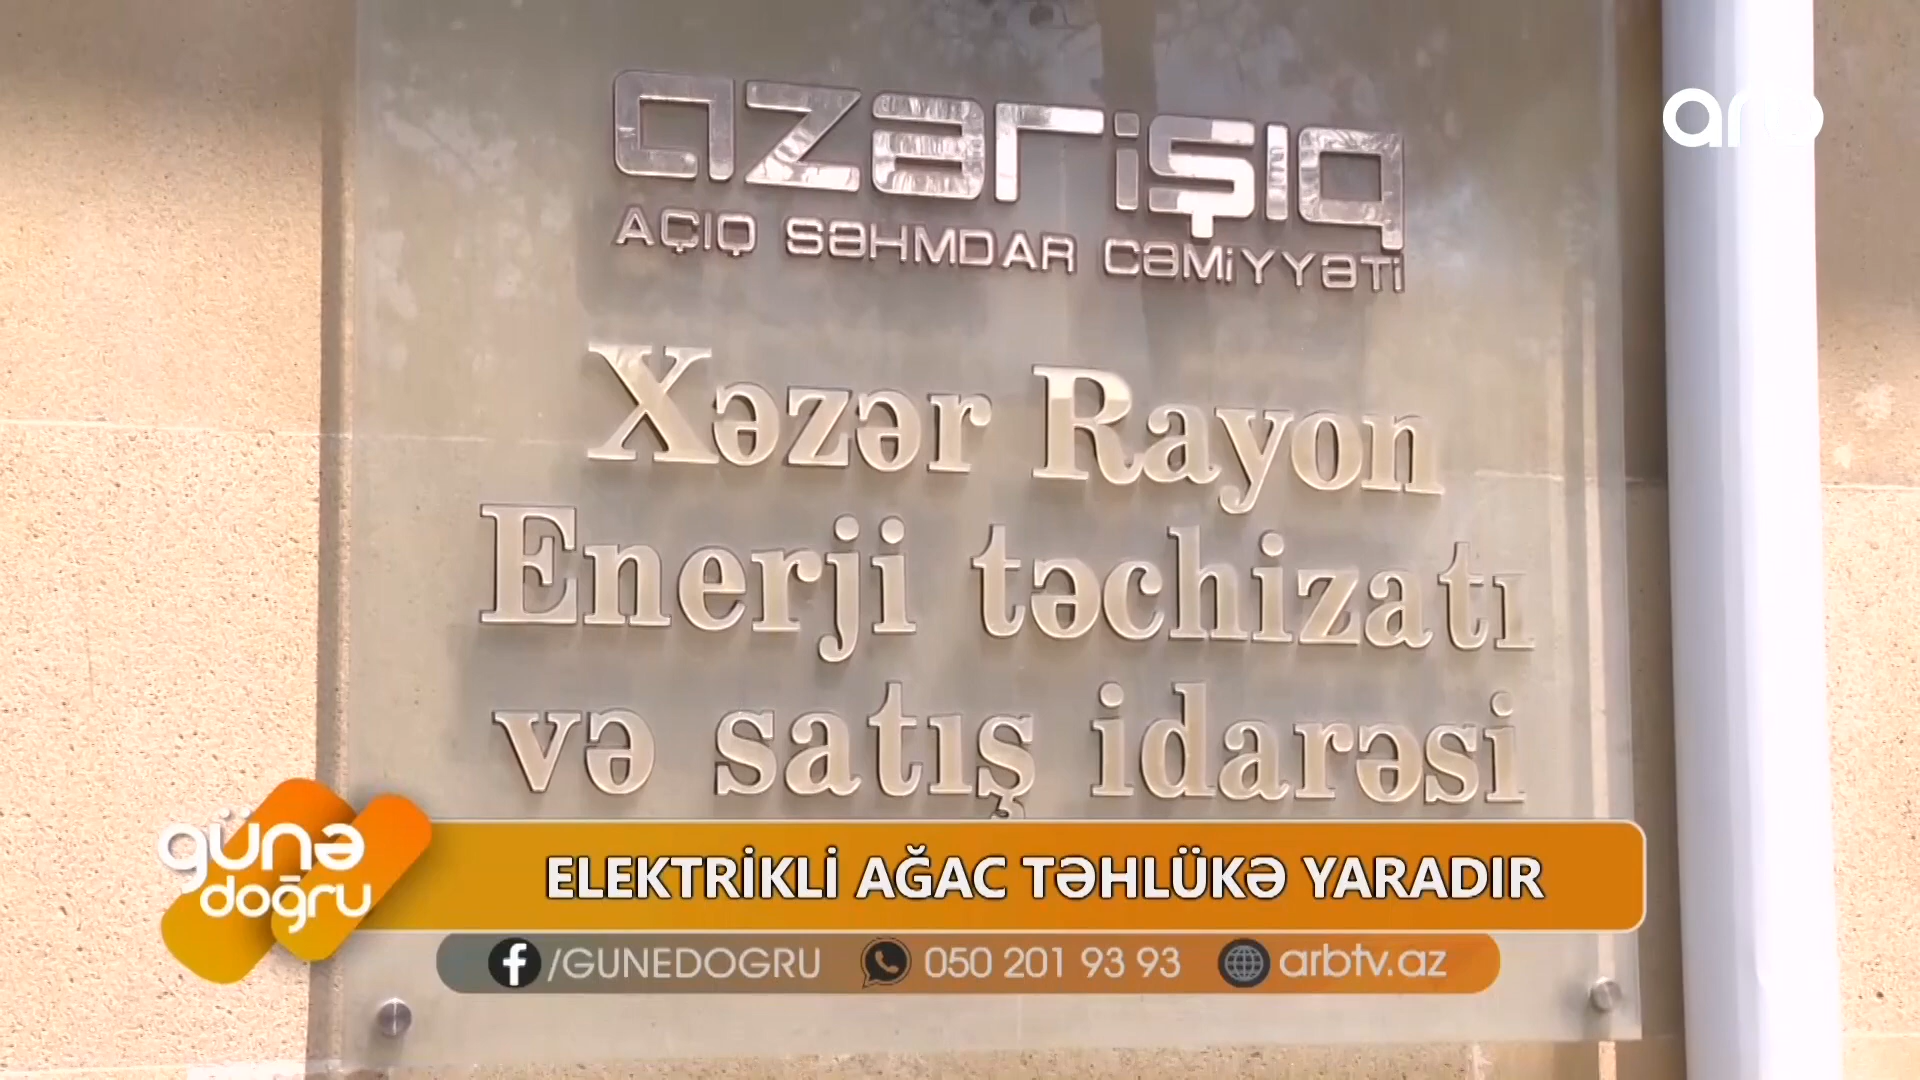 arb
azərişıq
AÇIQ SƏHMDAR CƏMİYYƏTİ
Xəzər Rayon
Enerji təchizatı
və satış idarəsi
günə
doğru
ELEKTRİKLİ AĞAC TƏHLÜKƏ YARADIR
/GUNEDOGRU 050 201 93 93 arbtv.az